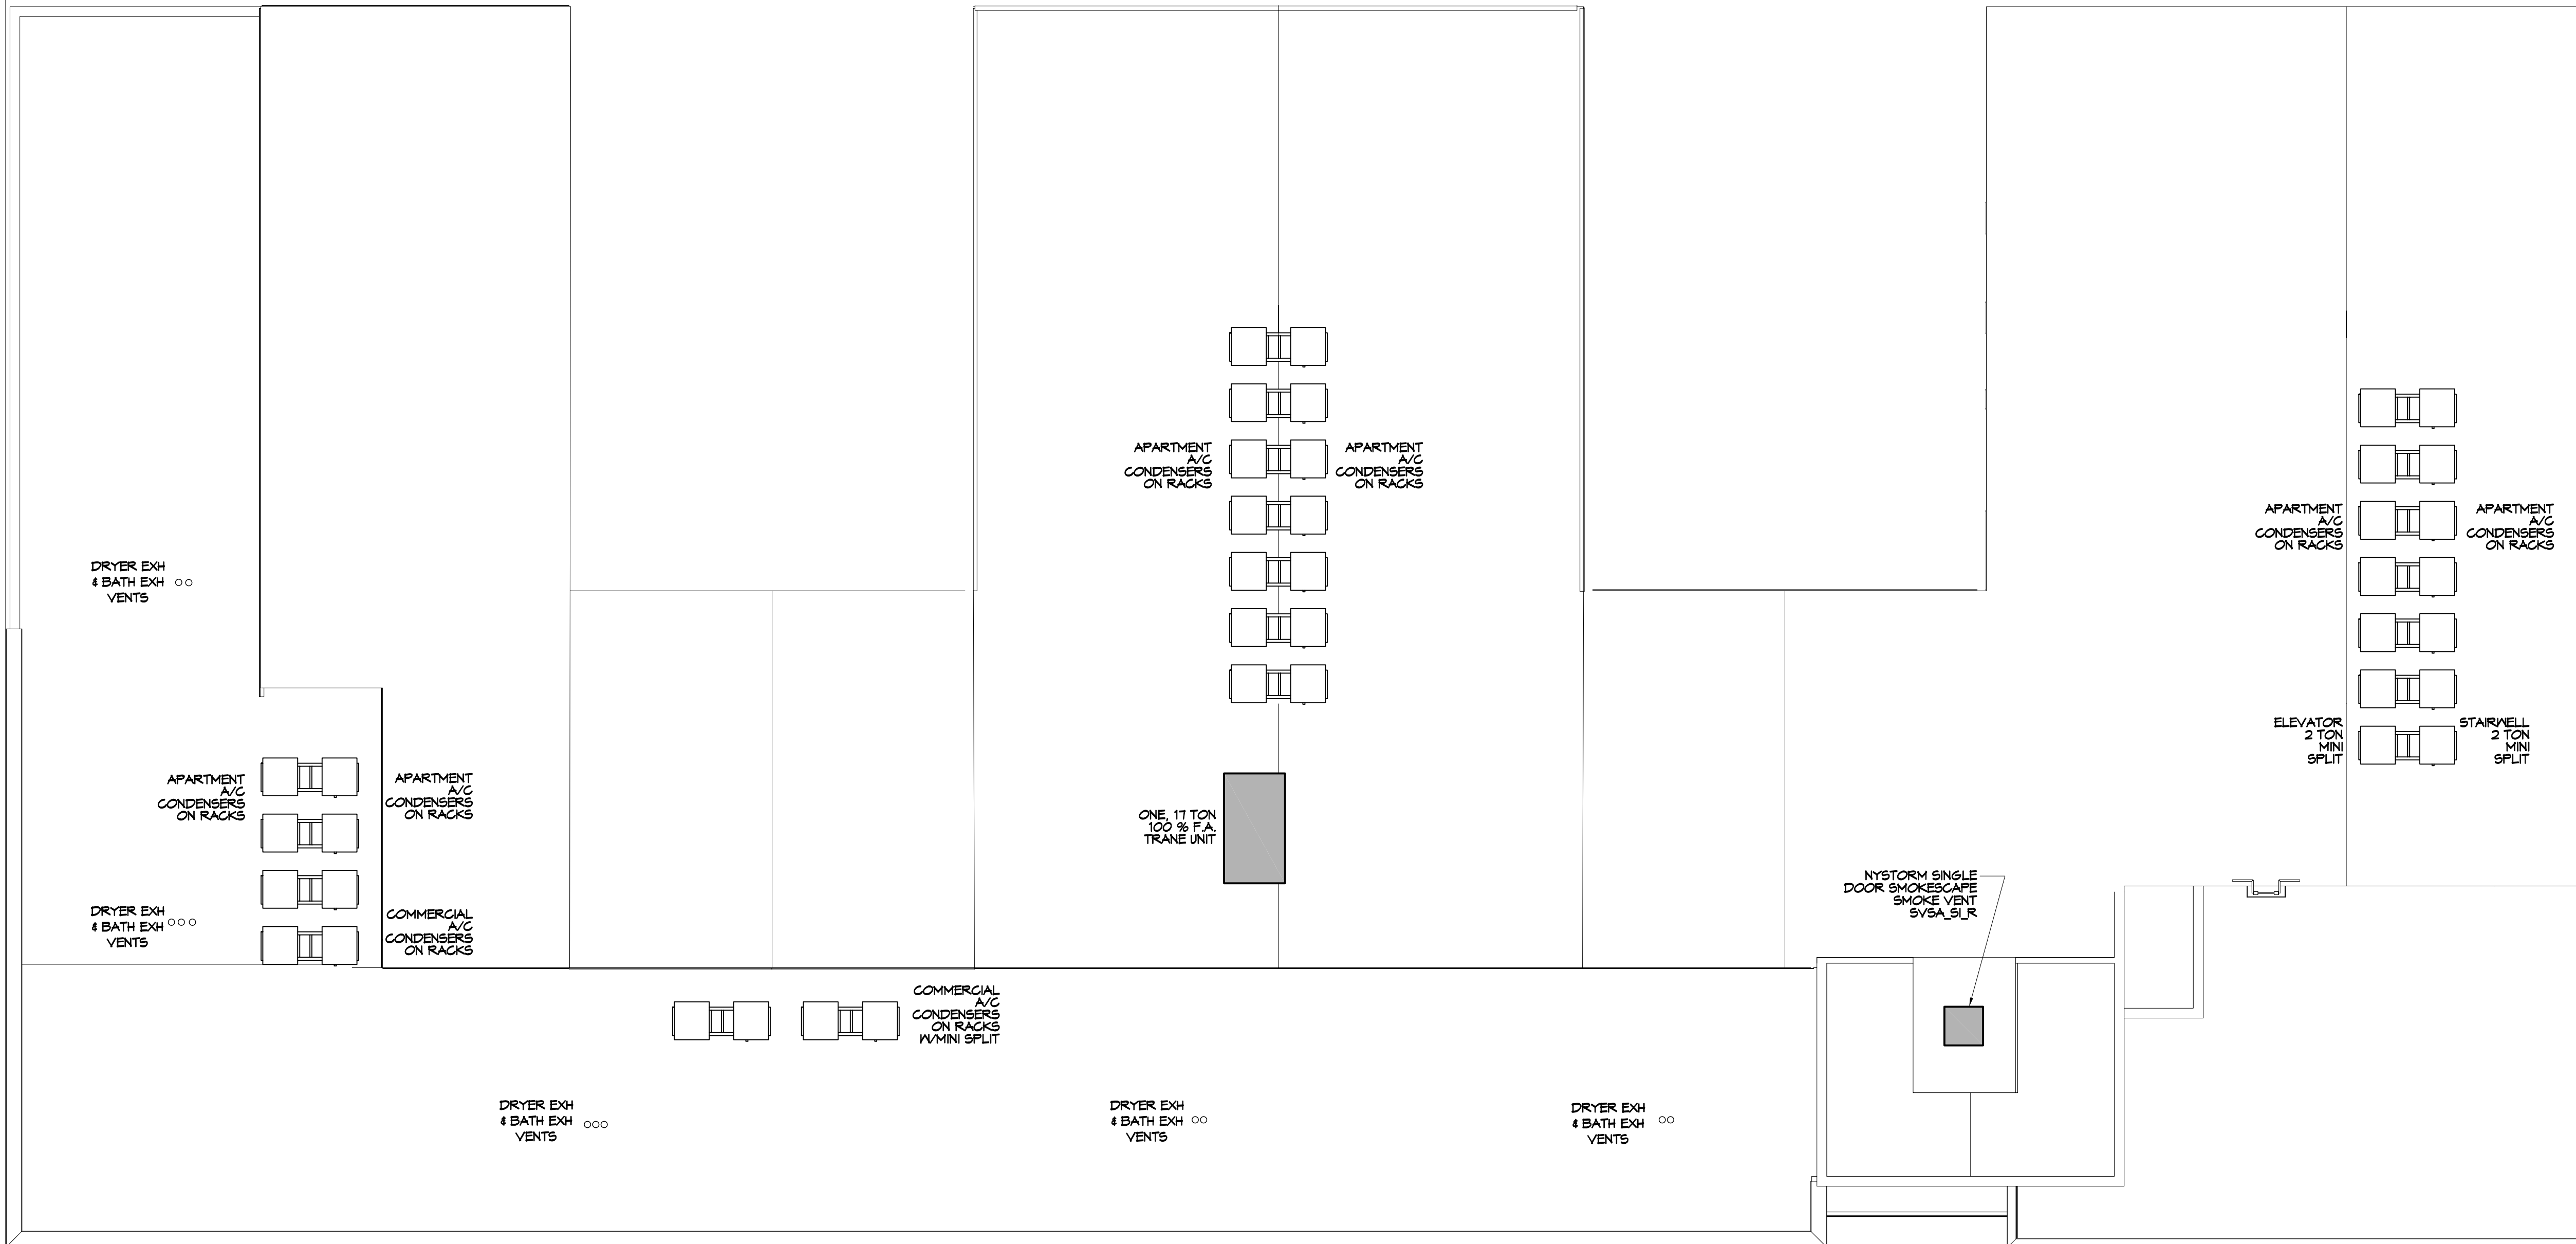 APARTMENT
A/C
CONDENSERS
ON RACKS
APARTMENT
A/C
CONDENSERS
ON RACKS
APARTMENT
A/C
CONDENSERS
ON RACKS
APARTMENT
A/C
CONDENSERS
ON RACKS
DRYER EXH
& BATH EXH
VENTS
ELEVATOR
2 TON
MINI
SPLIT
STAIRWELL
2 TON
MINI
SPLIT
APARTMENT
A/C
CONDENSERS
ON RACKS
APARTMENT
A/C
CONDENSERS
ON RACKS
ONE, 17 TON
100 % F.A.
TRANE UNIT
NYSTORM SINGLE
DOOR SMOKESCAPE
SMOKE VENT
SVSA_SI_R
DRYER EXH
& BATH EXH
VENTS
COMMERCIAL
A/C
CONDENSERS
ON RACKS
COMMERCIAL
A/C
CONDENSERS
ON RACKS
W/MINI SPLIT
DRYER EXH
& BATH EXH
VENTS
DRYER EXH
& BATH EXH
VENTS
DRYER EXH
& BATH EXH
VENTS